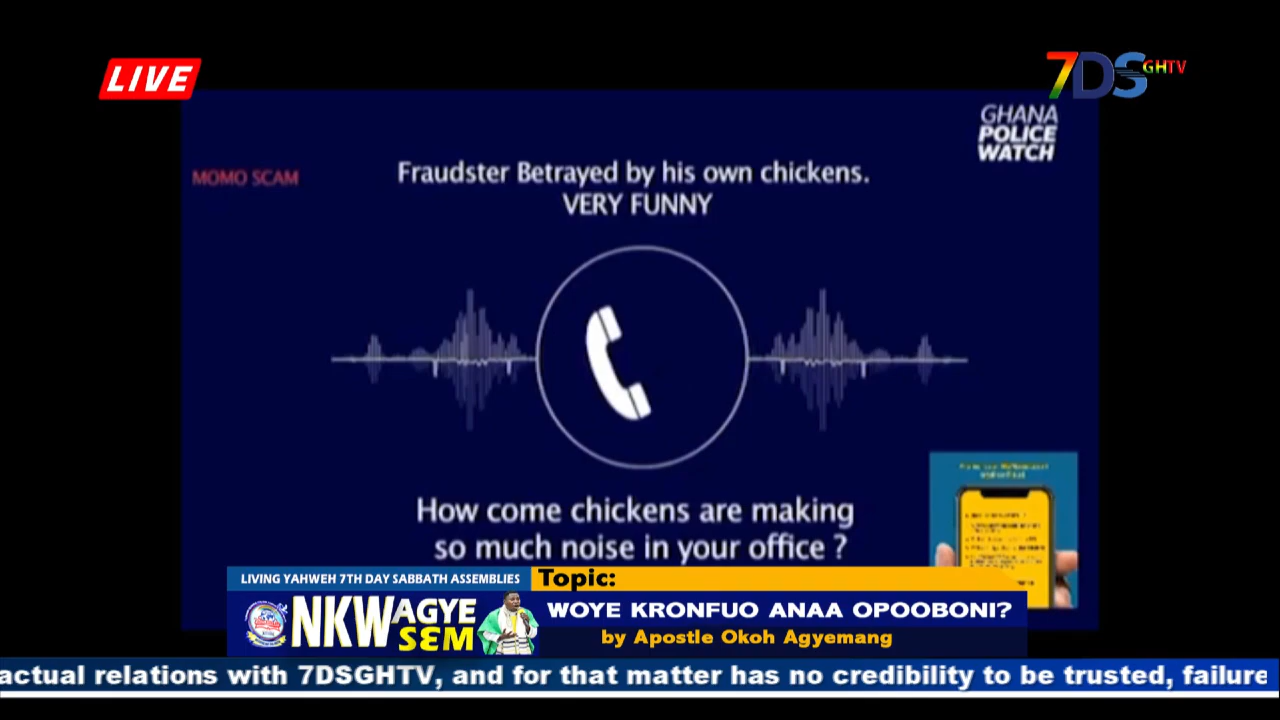 LIVE
7DSGHTV
GHANA
POLICE
WATCH
MOMO SCAM
Fraudster Betrayed by his own chickens.
VERY FUNNY
How come chickens are making
so much noise in your office ?
LIVING YAHWEH 7TH DAY SABBATH ASSEMBLIES
Topic:
NKWAGYE
SƐM
WOYE KRONFUO ANAA OPOOBONI?
by Apostle Okoh Agyemang
actual relations with 7DSGHTV, and for that matter has no credibility to be trusted, failure